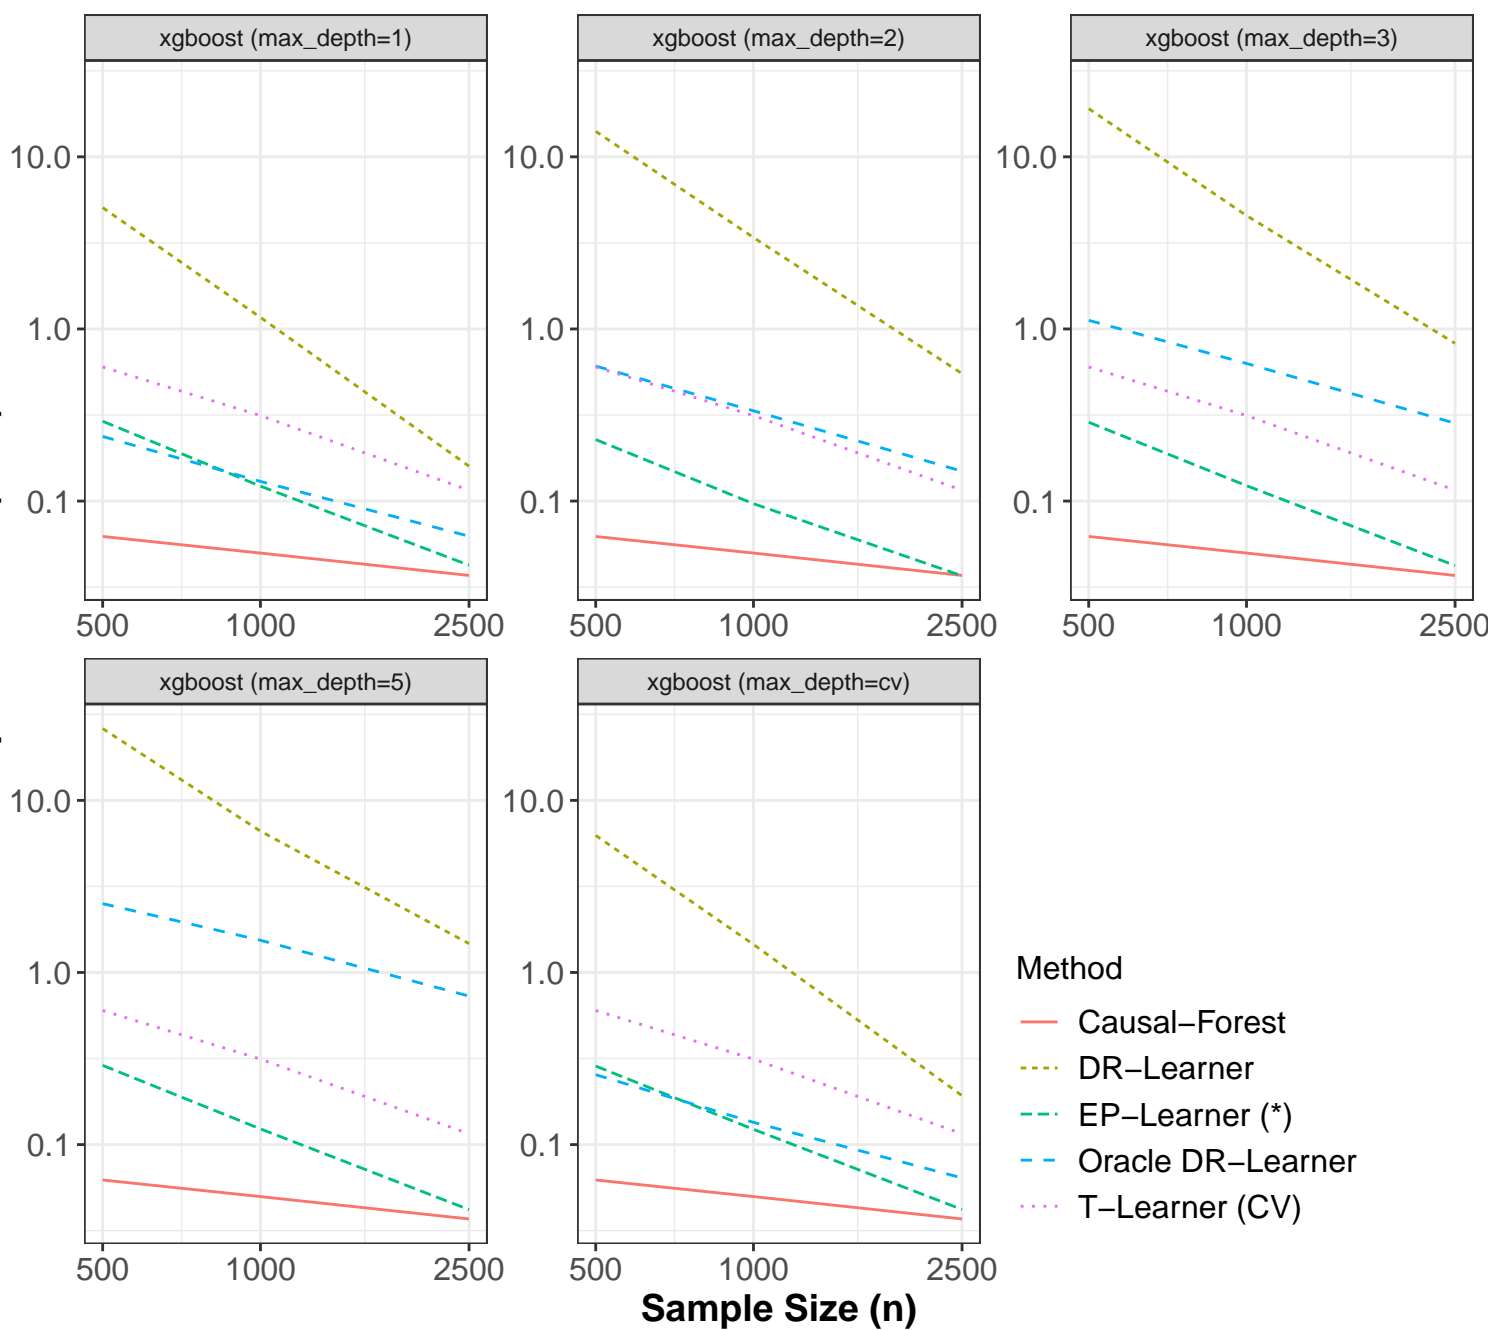 xgboost (max_depth=1)
xgboost (max_depth=2)
xgboost (max_depth=3)
10.0
1.0
0.1
500
1000
2500
10.0
1.0
0.1
500
1000
2500
10.0
1.0
0.1
500
1000
2500
xgboost (max_depth=5)
xgboost (max_depth=cv)
10.0
1.0
0.1
500
1000
2500
10.0
1.0
0.1
500
1000
2500
Method
Causal−Forest
DR−Learner
EP−Learner (*)
Oracle DR−Learner
T−Learner (CV)
Sample Size (n)